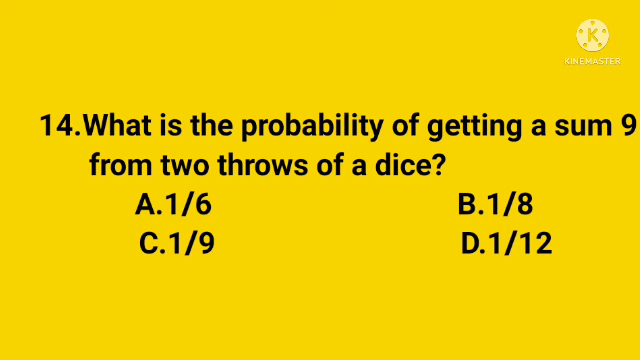 K
KINEMASTER
14.What is the probability of getting a sum 9
from two throws of a dice?
A.1/6 B.1/8
C.1/9 D.1/12